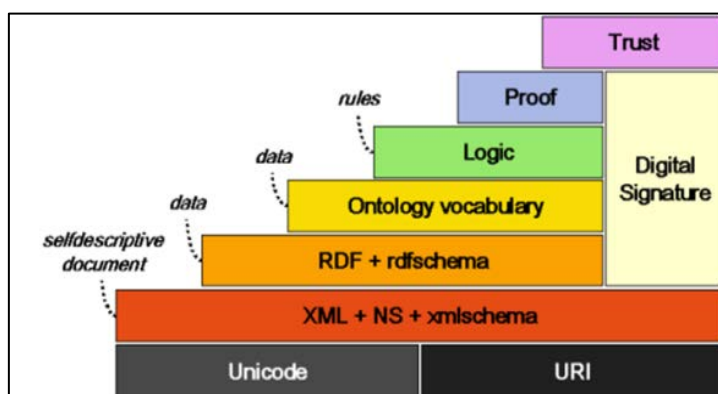 Trust
Proof
rules
Logic
Digital
Signature
data
Ontology vocabulary
data
RDF + rdfschema
selfdescriptive
document
XML + NS + xmlschema
Unicode
URI